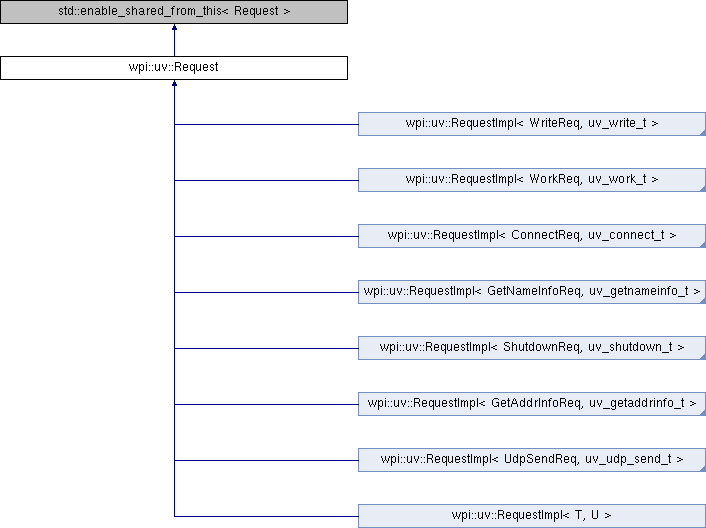 std::enable_shared_from_this< Request >
wpi::uv::Request
wpi::uv::RequestImpl< WriteReq, uv_write_t >
wpi::uv::RequestImpl< WorkReq, uv_work_t >
wpi::uv::RequestImpl< ConnectReq, uv_connect_t >
wpi::uv::RequestImpl< GetNameInfoReq, uv_getnameinfo_t >
wpi::uv::RequestImpl< ShutdownReq, uv_shutdown_t >
wpi::uv::RequestImpl< GetAddrInfoReq, uv_getaddrinfo_t >
wpi::uv::RequestImpl< UdpSendReq, uv_udp_send_t >
wpi::uv::RequestImpl< T, U >